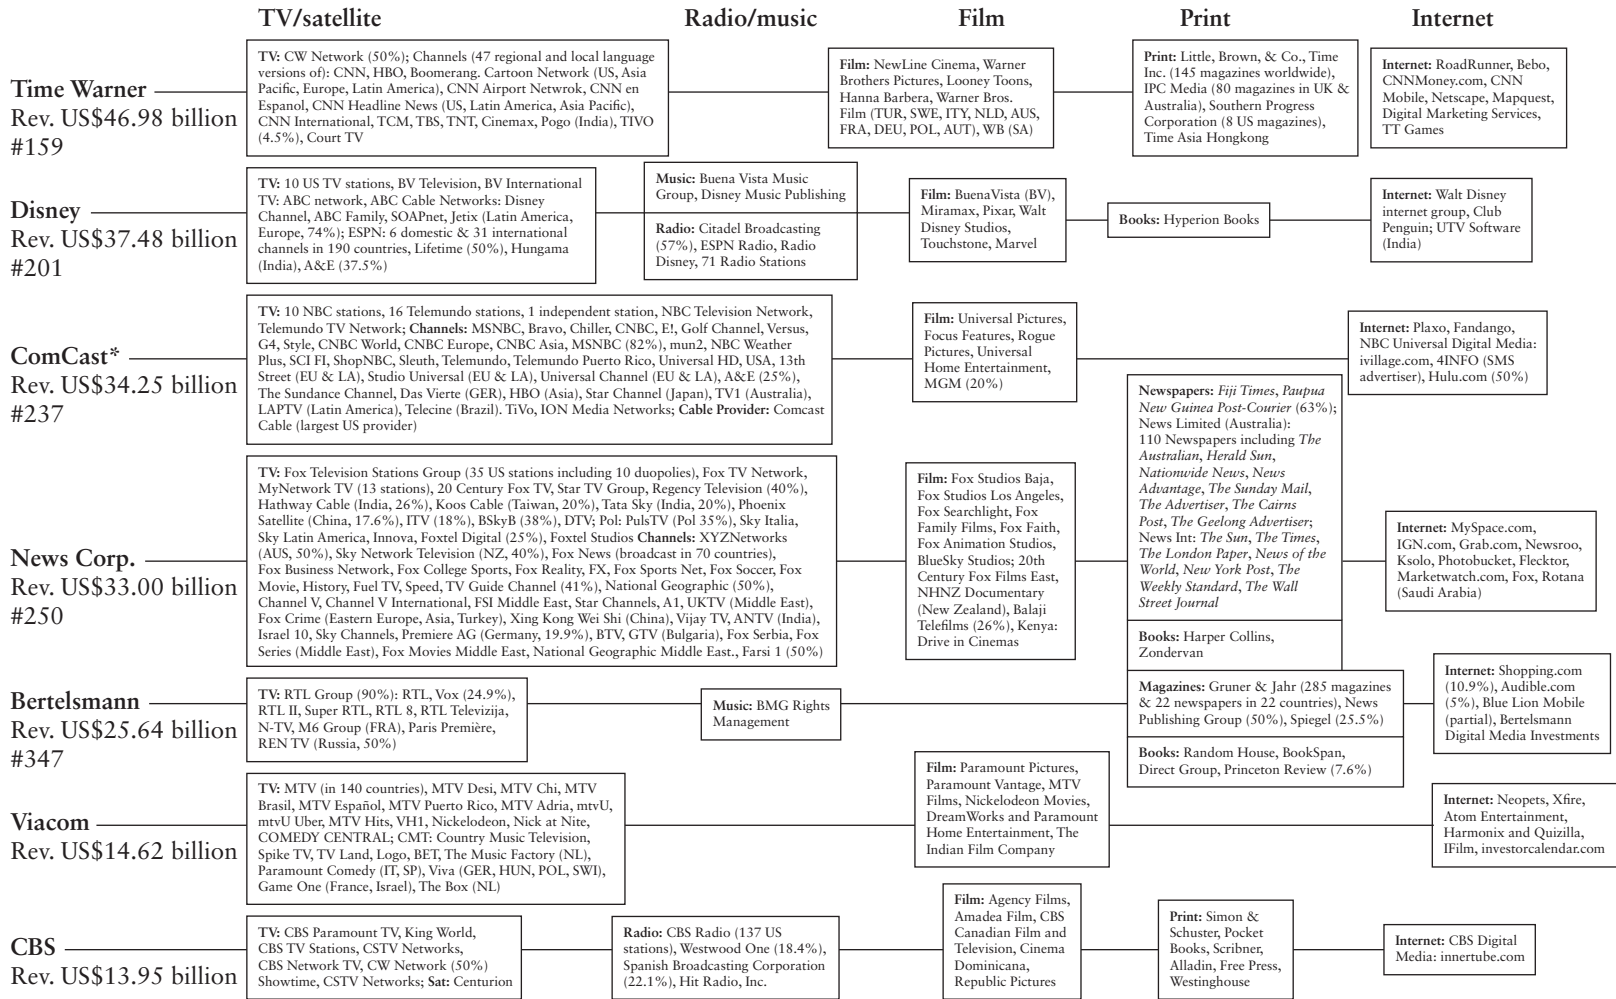 TV/satellite
Radio/music
Film
Print
Internet
Time Warner
Rev. US$46.98 billion
#159
TV: CW Network (50%); Channels (47 regional and local language
versions of): CNN, HBO, Boomerang. Cartoon Network (US, Asia
Pacific, Europe, Latin America), CNN Airport Netwrok, CNN en
Espanol, CNN Headline News (US, Latin America, Asia Pacific),
CNN International, TCM, TBS, TNT, Cinemax, Pogo (India), TIVO
(4.5%), Court TV
Film: NewLine Cinema, Warner
Brothers Pictures, Looney Toons,
Hanna Barbera, Warner Bros.
Film (TUR, SWE, ITY, NLD, AUS,
FRA, DEU, POL, AUT), WB (SA)
Print: Little, Brown, & Co., Time
Inc. (145 magazines worldwide),
IPC Media (80 magazines in UK &
Australia), Southern Progress
Corporation (8 US magazines),
Time Asia Hongkong
Internet: RoadRunner, Bebo,
CNNMoney.com, CNN
Mobile, Netscape, Mapquest,
Digital Marketing Services,
TT Games
Disney
Rev. US$37.48 billion
#201
TV: 10 US TV stations, BV Television, BV International
TV: ABC network, ABC Cable Networks: Disney
Channel, ABC Family, SOAPnet, Jetix (Latin America,
Europe, 74%); ESPN: 6 domestic & 31 international
channels in 190 countries, Lifetime (50%), Hungama
(India), A&E (37.5%)
Music: Buena Vista Music
Group, Disney Music Publishing
Radio: Citadel Broadcasting
(57%), ESPN Radio, Radio
Disney, 71 Radio Stations
Film: BuenaVista (BV),
Miramax, Pixar, Walt
Disney Studios,
Touchstone, Marvel
Books: Hyperion Books
Internet: Walt Disney
internet group, Club
Penguin; UTV Software
(India)
ComCast*
Rev. US$34.25 billion
#237
TV: 10 NBC stations, 16 Telemundo stations, 1 independent station, NBC Television Network,
Telemundo TV Network; Channels: MSNBC, Bravo, Chiller, CNBC, E!, Golf Channel, Versus,
G4, Style, CNBC World, CNBC Europe, CNBC Asia, MSNBC (82%), mun2, NBC Weather
Plus, SCI FI, ShopNBC, Sleuth, Telemundo, Telemundo Puerto Rico, Universal HD, USA, 13th
Street (EU & LA), Studio Universal (EU & LA), Universal Channel (EU & LA), A&E (25%),
The Sundance Channel, Das Vierte (GER), HBO (Asia), Star Channel (Japan), TV1 (Australia),
LAPTV (Latin America), Telecine (Brazil). TiVo, ION Media Networks; Cable Provider: Comcast
Cable (largest US provider)
Film: Universal Pictures,
Focus Features, Rogue
Pictures, Universal
Home Entertainment,
MGM (20%)
Internet: Plaxo, Fandango,
NBC Universal Digital Media:
ivillage.com, 4INFO (SMS
advertiser), Hulu.com (50%)
News Corp.
Rev. US$33.00 billion
#250
TV: Fox Television Stations Group (35 US stations including 10 duopolies), Fox TV Network,
MyNetwork TV (13 stations), 20 Century Fox TV, Star TV Group, Regency Television (40%),
Hathway Cable (India, 26%), Koos Cable (Taiwan, 20%), Tata Sky (India, 20%), Phoenix
Satellite (China, 17.6%), ITV (18%), BSkyB (38%), DTV; Pol: PulsTV (Pol 35%), Sky Italia,
Sky Latin America, Innova, Foxtel Digital (25%), Foxtel Studios Channels: XYZNetworks
(AUS, 50%), Sky Network Television (NZ, 40%), Fox News (broadcast in 70 countries),
Fox Business Network, Fox College Sports, Fox Reality, FX, Fox Sports Net, Fox Soccer, Fox
Movie, History, Fuel TV, Speed, TV Guide Channel (41%), National Geographic (50%),
Channel V, Channel V International, FSI Middle East, Star Channels, A1, UKTV (Middle East),
Fox Crime (Eastern Europe, Asia, Turkey), Xing Kong Wei Shi (China), Vijay TV, ANTV (India),
Israel 10, Sky Channels, Premiere AG (Germany, 19.9%), BTV, GTV (Bulgaria), Fox Serbia, Fox
Series (Middle East), Fox Movies Middle East, National Geographic Middle East., Farsi 1 (50%)
Film: Fox Studios Baja,
Fox Studios Los Angeles,
Fox Searchlight, Fox
Family Films, Fox Faith,
Fox Animation Studios,
BlueSky Studios; 20th
Century Fox Films East,
NHNZ Documentary
(New Zealand), Balaji
Telefilms (26%), Kenya:
Drive in Cinemas
Newspapers: Fiji Times, Paupua
New Guinea Post-Courier (63%);
News Limited (Australia):
110 Newspapers including The
Australian, Herald Sun,
Nationwide News, News
Advantage, The Sunday Mail,
The Advertiser, The Cairns
Post, The Geelong Advertiser;
News Int: The Sun, The Times,
The London Paper, News of the
World, New York Post, The
Weekly Standard, The Wall
Street Journal
Books: Harper Collins,
Zondervan
Internet: MySpace.com,
IGN.com, Grab.com, Newsroo,
Ksolo, Photobucket, Flecktor,
Marketwatch.com, Fox, Rotana
(Saudi Arabia)
Bertelsmann
Rev. US$25.64 billion
#347
TV: RTL Group (90%): RTL, Vox (24.9%),
RTL II, Super RTL, RTL 8, RTL Televizija,
N-TV, M6 Group (FRA), Paris Première,
REN TV (Russia, 50%)
Music: BMG Rights
Management
Magazines: Gruner & Jahr (285 magazines
& 22 newspapers in 22 countries), News
Publishing Group (50%), Spiegel (25.5%)
Books: Random House, BookSpan,
Direct Group, Princeton Review (7.6%)
Internet: Shopping.com
(10.9%), Audible.com
(5%), Blue Lion Mobile
(partial), Bertelsmann
Digital Media Investments
Viacom
Rev. US$14.62 billion
TV: MTV (in 140 countries), MTV Desi, MTV Chi, MTV
Brasil, MTV Español, MTV Puerto Rico, MTV Adria, mtvU,
mtvU Uber, MTV Hits, VH1, Nickelodeon, Nick at Nite,
COMEDY CENTRAL; CMT: Country Music Television,
Spike TV, TV Land, Logo, BET, The Music Factory (NL),
Paramount Comedy (IT, SP), Viva (GER, HUN, POL, SWI),
Game One (France, Israel), The Box (NL)
Film: Paramount Pictures,
Paramount Vantage, MTV
Films, Nickelodeon Movies,
DreamWorks and Paramount
Home Entertainment, The
Indian Film Company
Internet: Neopets, Xfire,
Atom Entertainment,
Harmonix and Quizilla,
IFilm, investorcalendar.com
CBS
Rev. US$13.95 billion
TV: CBS Paramount TV, King World,
CBS TV Stations, CSTV Networks,
CBS Network TV, CW Network (50%)
Showtime, CSTV Networks; Sat: Centurion
Radio: CBS Radio (137 US
stations), Westwood One (18.4%),
Spanish Broadcasting Corporation
(22.1%), Hit Radio, Inc.
Film: Agency Films,
Amadea Film, CBS
Canadian Film and
Television, Cinema
Dominicana,
Republic Pictures
Print: Simon &
Schuster, Pocket
Books, Scribner,
Alladin, Free Press,
Westinghouse
Internet: CBS Digital
Media: innertube.com